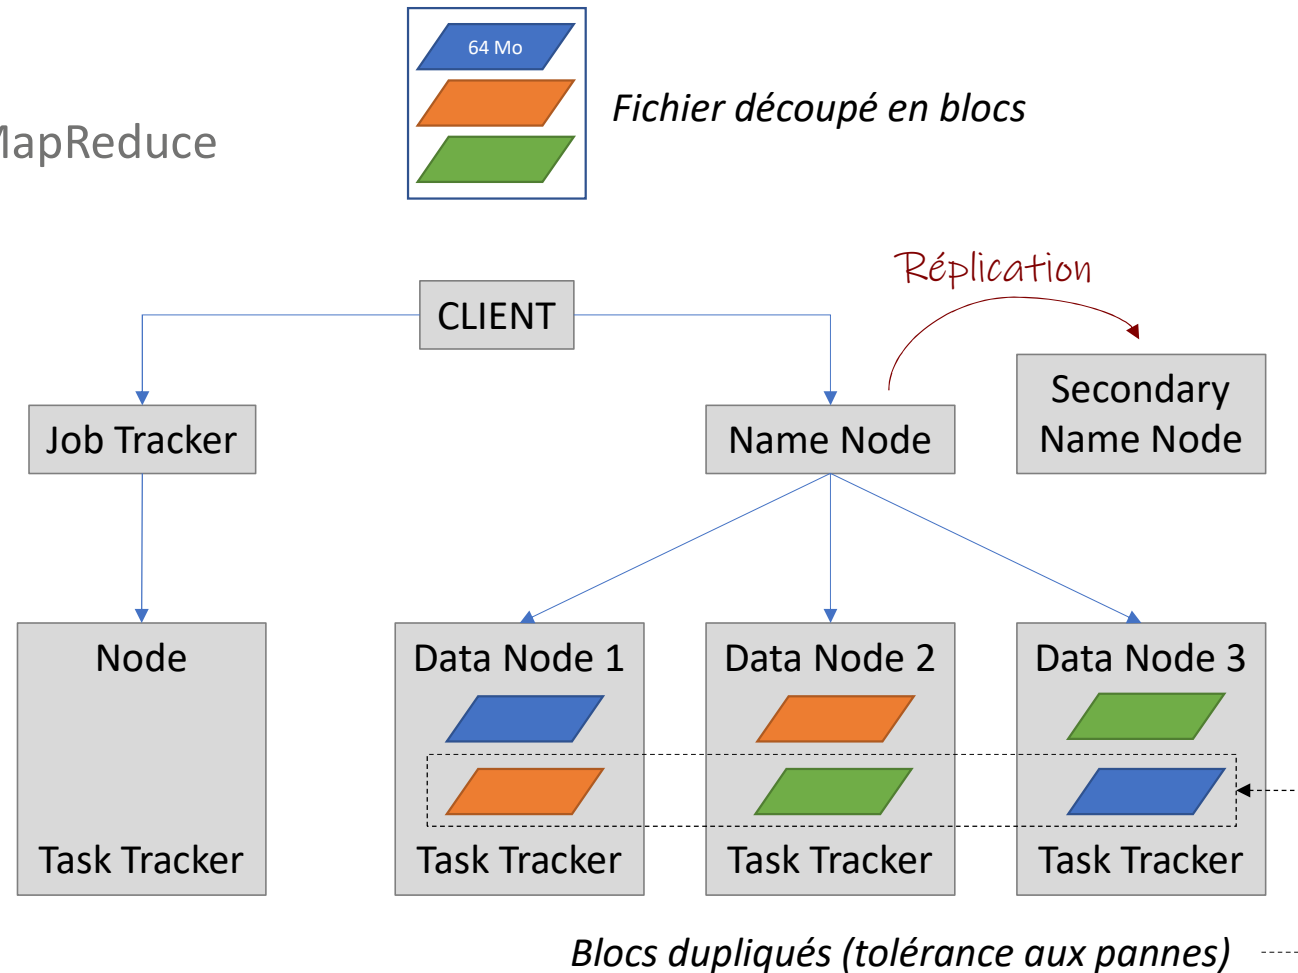 64 Mo
Fichier découpé en blocs
MapReduce
Réplication
CLIENT
Secondary
Name Node
Job Tracker
Name Node
Node
Data Node 1
Data Node 2
Data Node 3
Task Tracker
Task Tracker
Task Tracker
Task Tracker
Blocs dupliqués (tolérance aux pannes)